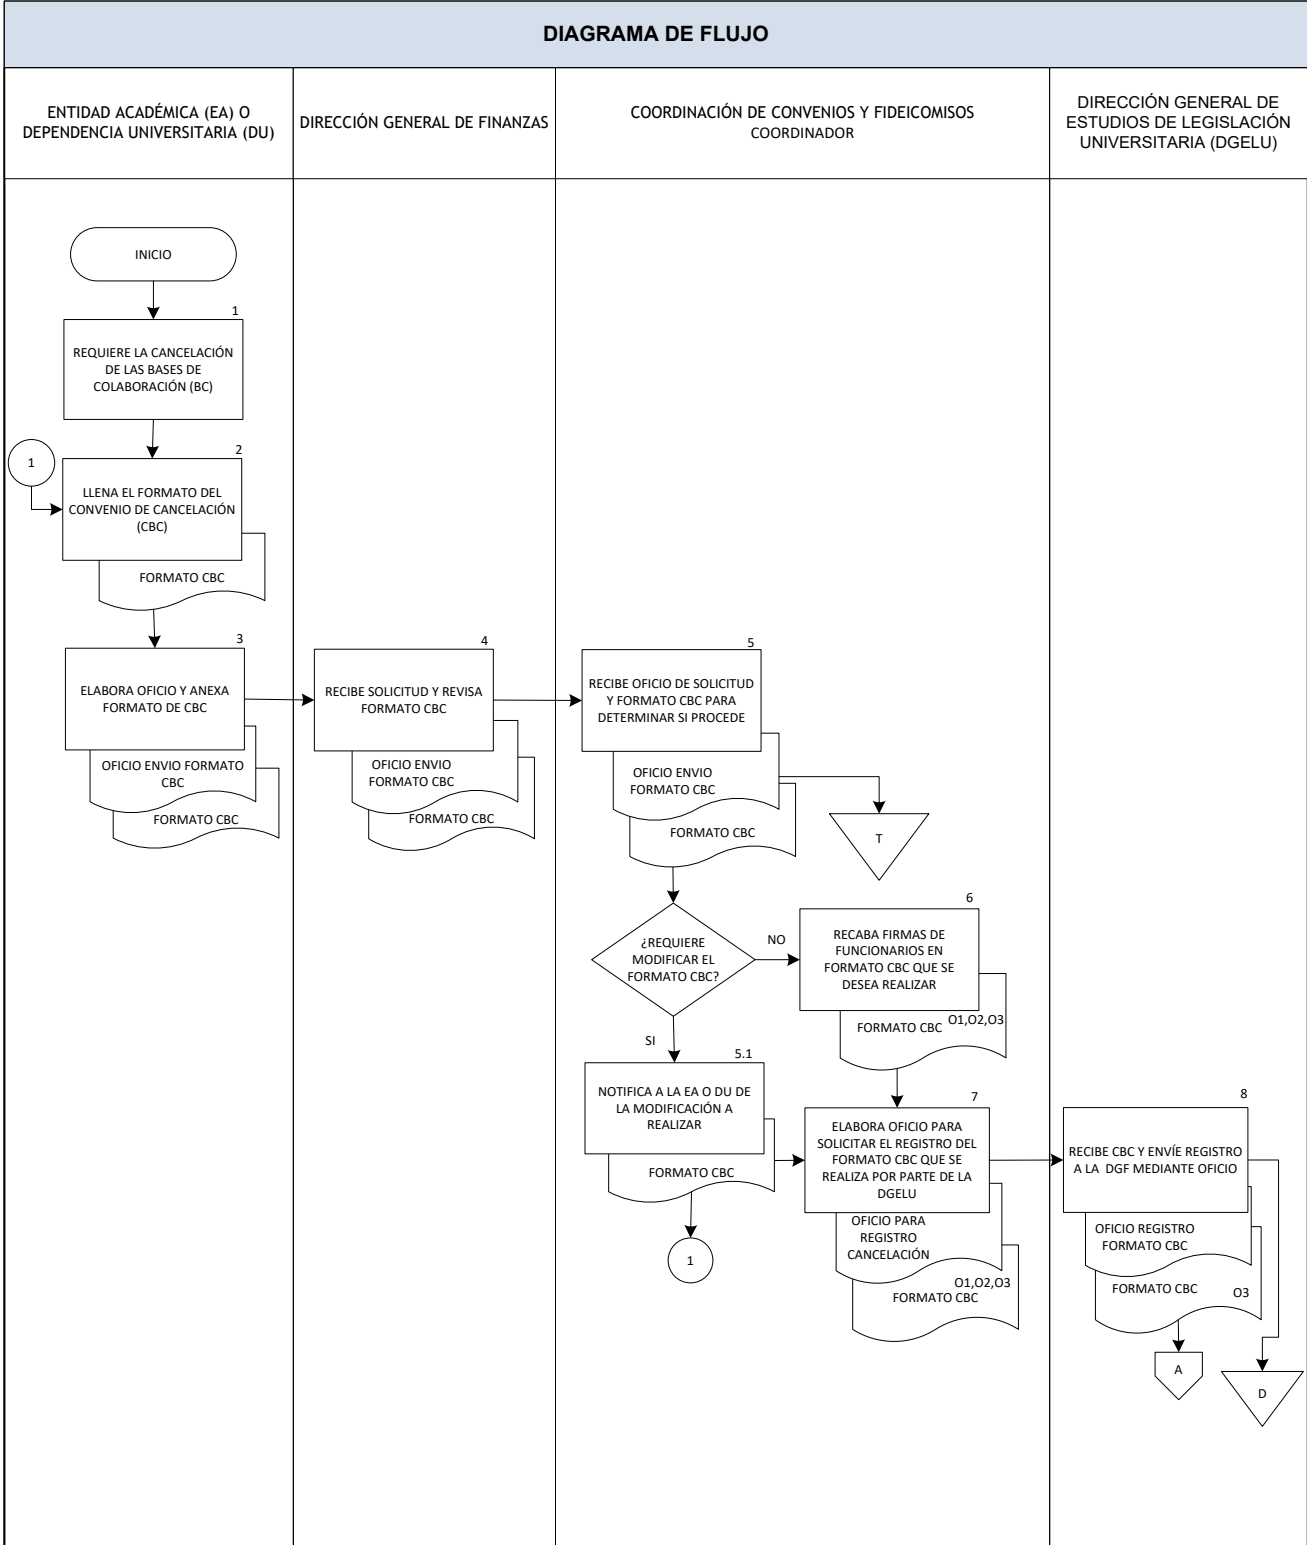 DIAGRAMA DE FLUJO
ENTIDAD ACADÉMICA (EA) O
DEPENDENCIA UNIVERSITARIA (DU)
DIRECCIÓN GENERAL DE FINANZAS
COORDINACIÓN DE CONVENIOS Y FIDEICOMISOS
COORDINADOR
DIRECCIÓN GENERAL DE
ESTUDIOS DE LEGISLACIÓN
UNIVERSITARIA (DGELU)
INICIO
1
REQUIERE LA CANCELACIÓN
DE LAS BASES DE
COLABORACIÓN (BC)
1
2
LLENA EL FORMATO DEL
CONVENIO DE CANCELACIÓN
(CBC)
FORMATO CBC
3
ELABORA OFICIO Y ANEXA
FORMATO DE CBC
OFICIO ENVIO FORMATO
CBC
FORMATO CBC
4
RECIBE SOLICITUD Y REVISA
FORMATO CBC
OFICIO ENVIO
FORMATO CBC
FORMATO CBC
5
RECIBE OFICIO DE SOLICITUD
Y FORMATO CBC PARA
DETERMINAR SI PROCEDE
OFICIO ENVIO
FORMATO CBC
FORMATO CBC
T
¿REQUIERE
MODIFICAR EL
FORMATO CBC?
NO
SI
6
RECABA FIRMAS DE
FUNCIONARIOS EN
FORMATO CBC QUE SE
DESEA REALIZAR
FORMATO CBC
O1,O2,O3
5.1
NOTIFICA A LA EA O DU DE
LA MODIFICACIÓN A
REALIZAR
FORMATO CBC
1
7
ELABORA OFICIO PARA
SOLICITAR EL REGISTRO DEL
FORMATO CBC QUE SE
REALIZA POR PARTE DE LA
DGELU
OFICIO PARA
REGISTRO
CANCELACIÓN
O1,O2,O3
FORMATO CBC
8
RECIBE CBC Y ENVÍE REGISTRO
A LA DGF MEDIANTE OFICIO
OFICIO REGISTRO
FORMATO CBC
FORMATO CBC
O3
A
D